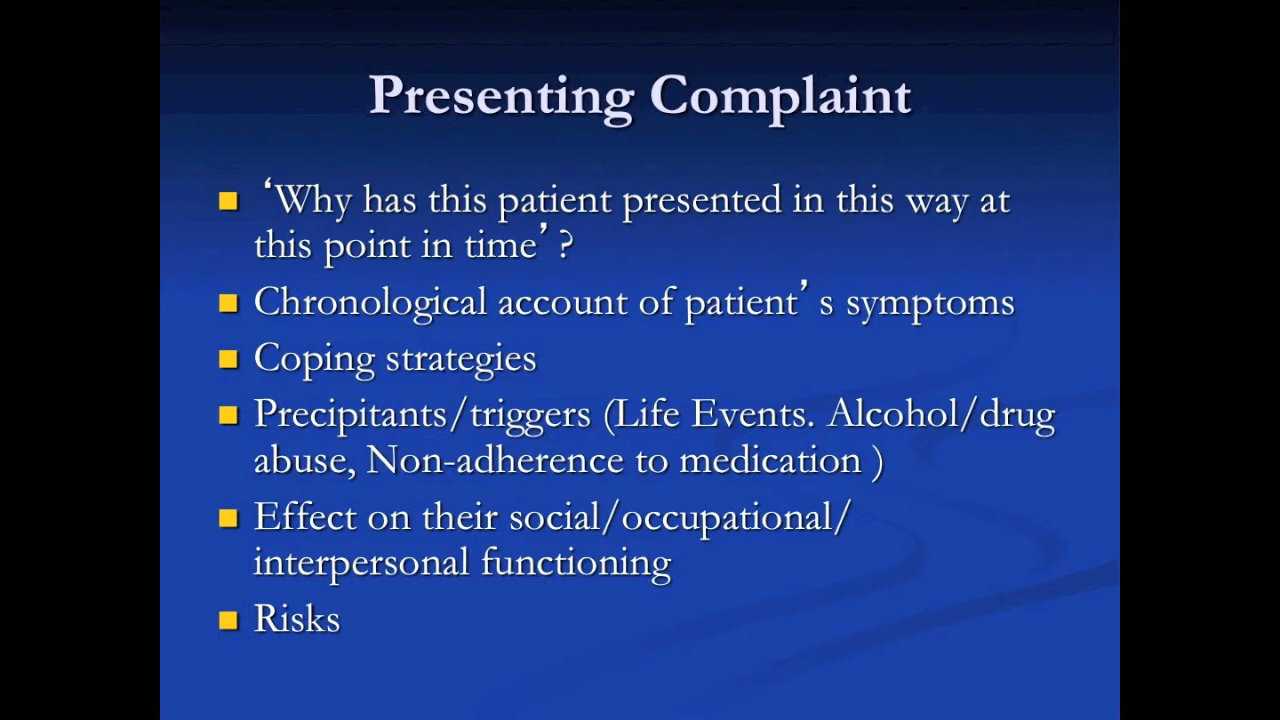 Presenting Complaint
‘Why has this patient presented in this way at
this point in time’ ?
Chronological account of patient’ s symptoms
Coping strategies
Precipitants/triggers (Life Events. Alcohol/drug
abuse, Non-adherence to medication )
Effect on their social/occupational/
interpersonal functioning
Risks